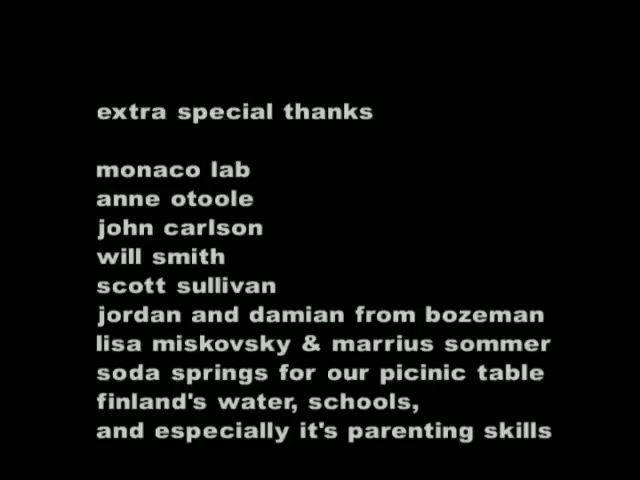 extra special thanks
monaco lab
anne otoole
john carlson
will smith
scott sullivan
jordan and damian from bozeman
lisa miskovsky & marrius sommer
soda springs for our picinic table
finland's water, schools,
and especially it's parenting skills